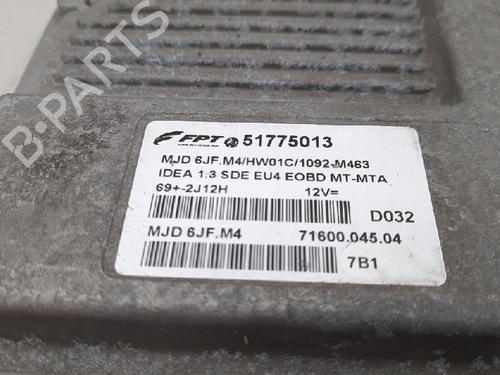 FPT 51775013
MJD 6JF.M4/HW01C/1092-M463
IDEA 1.3 SDE EU4 EOBD MT-MTA
69+-2J12H 12V=
D032
MJD 6JF.M4 71600.045.04
7B1
B-PARTS